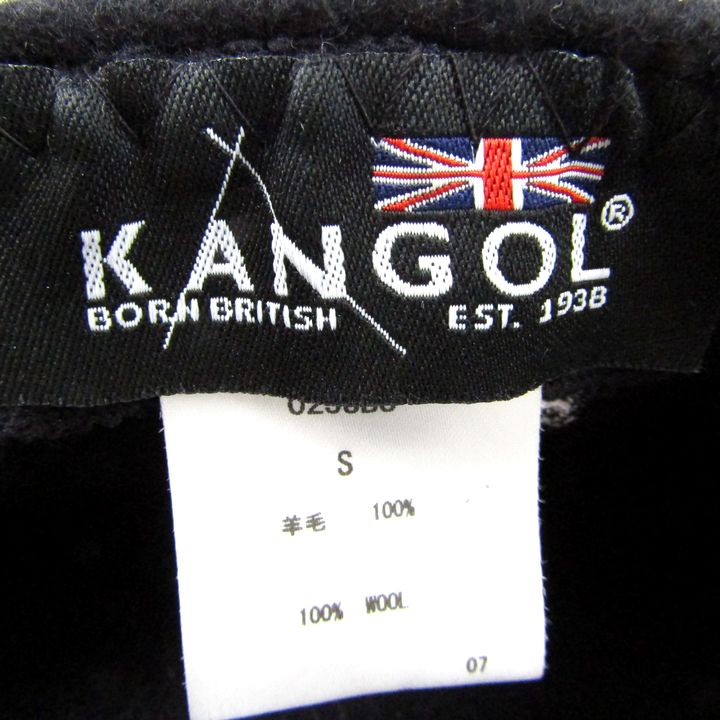 KANGOL®
BORN BRITISH EST. 1938
S
羊毛 100%
100% WOOL
07